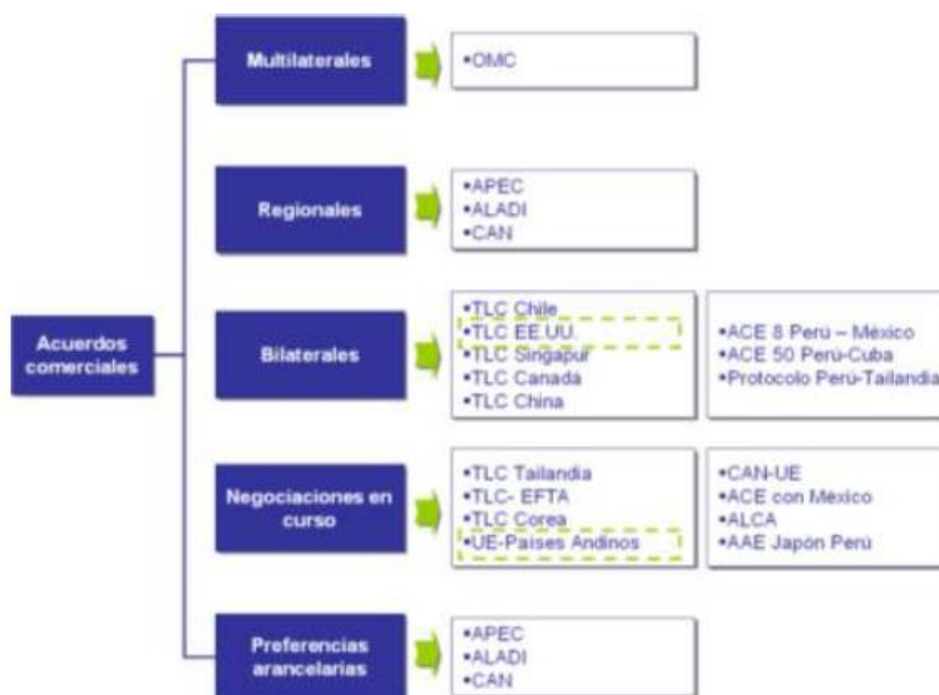 Acuerdos
comerciales
Multilaterales
•OMC
Regionales
•APEC
•ALADI
•CAN
Bilaterales
•TLC Chile
•TLC EE.UU.
•TLC Singapur
•TLC Canadá
•TLC China
•ACE 8 Perú – México
•ACE 50 Perú-Cuba
•Protocolo Perú-Tailandia
Negociaciones en
curso
•TLC Tailandia
•TLC- EFTA
•TLC Corea
•UE-Países Andinos
•CAN-UE
•ACE con México
•ALCA
•AAE Japón Perú
Preferencias
arancelarias
•APEC
•ALADI
•CAN